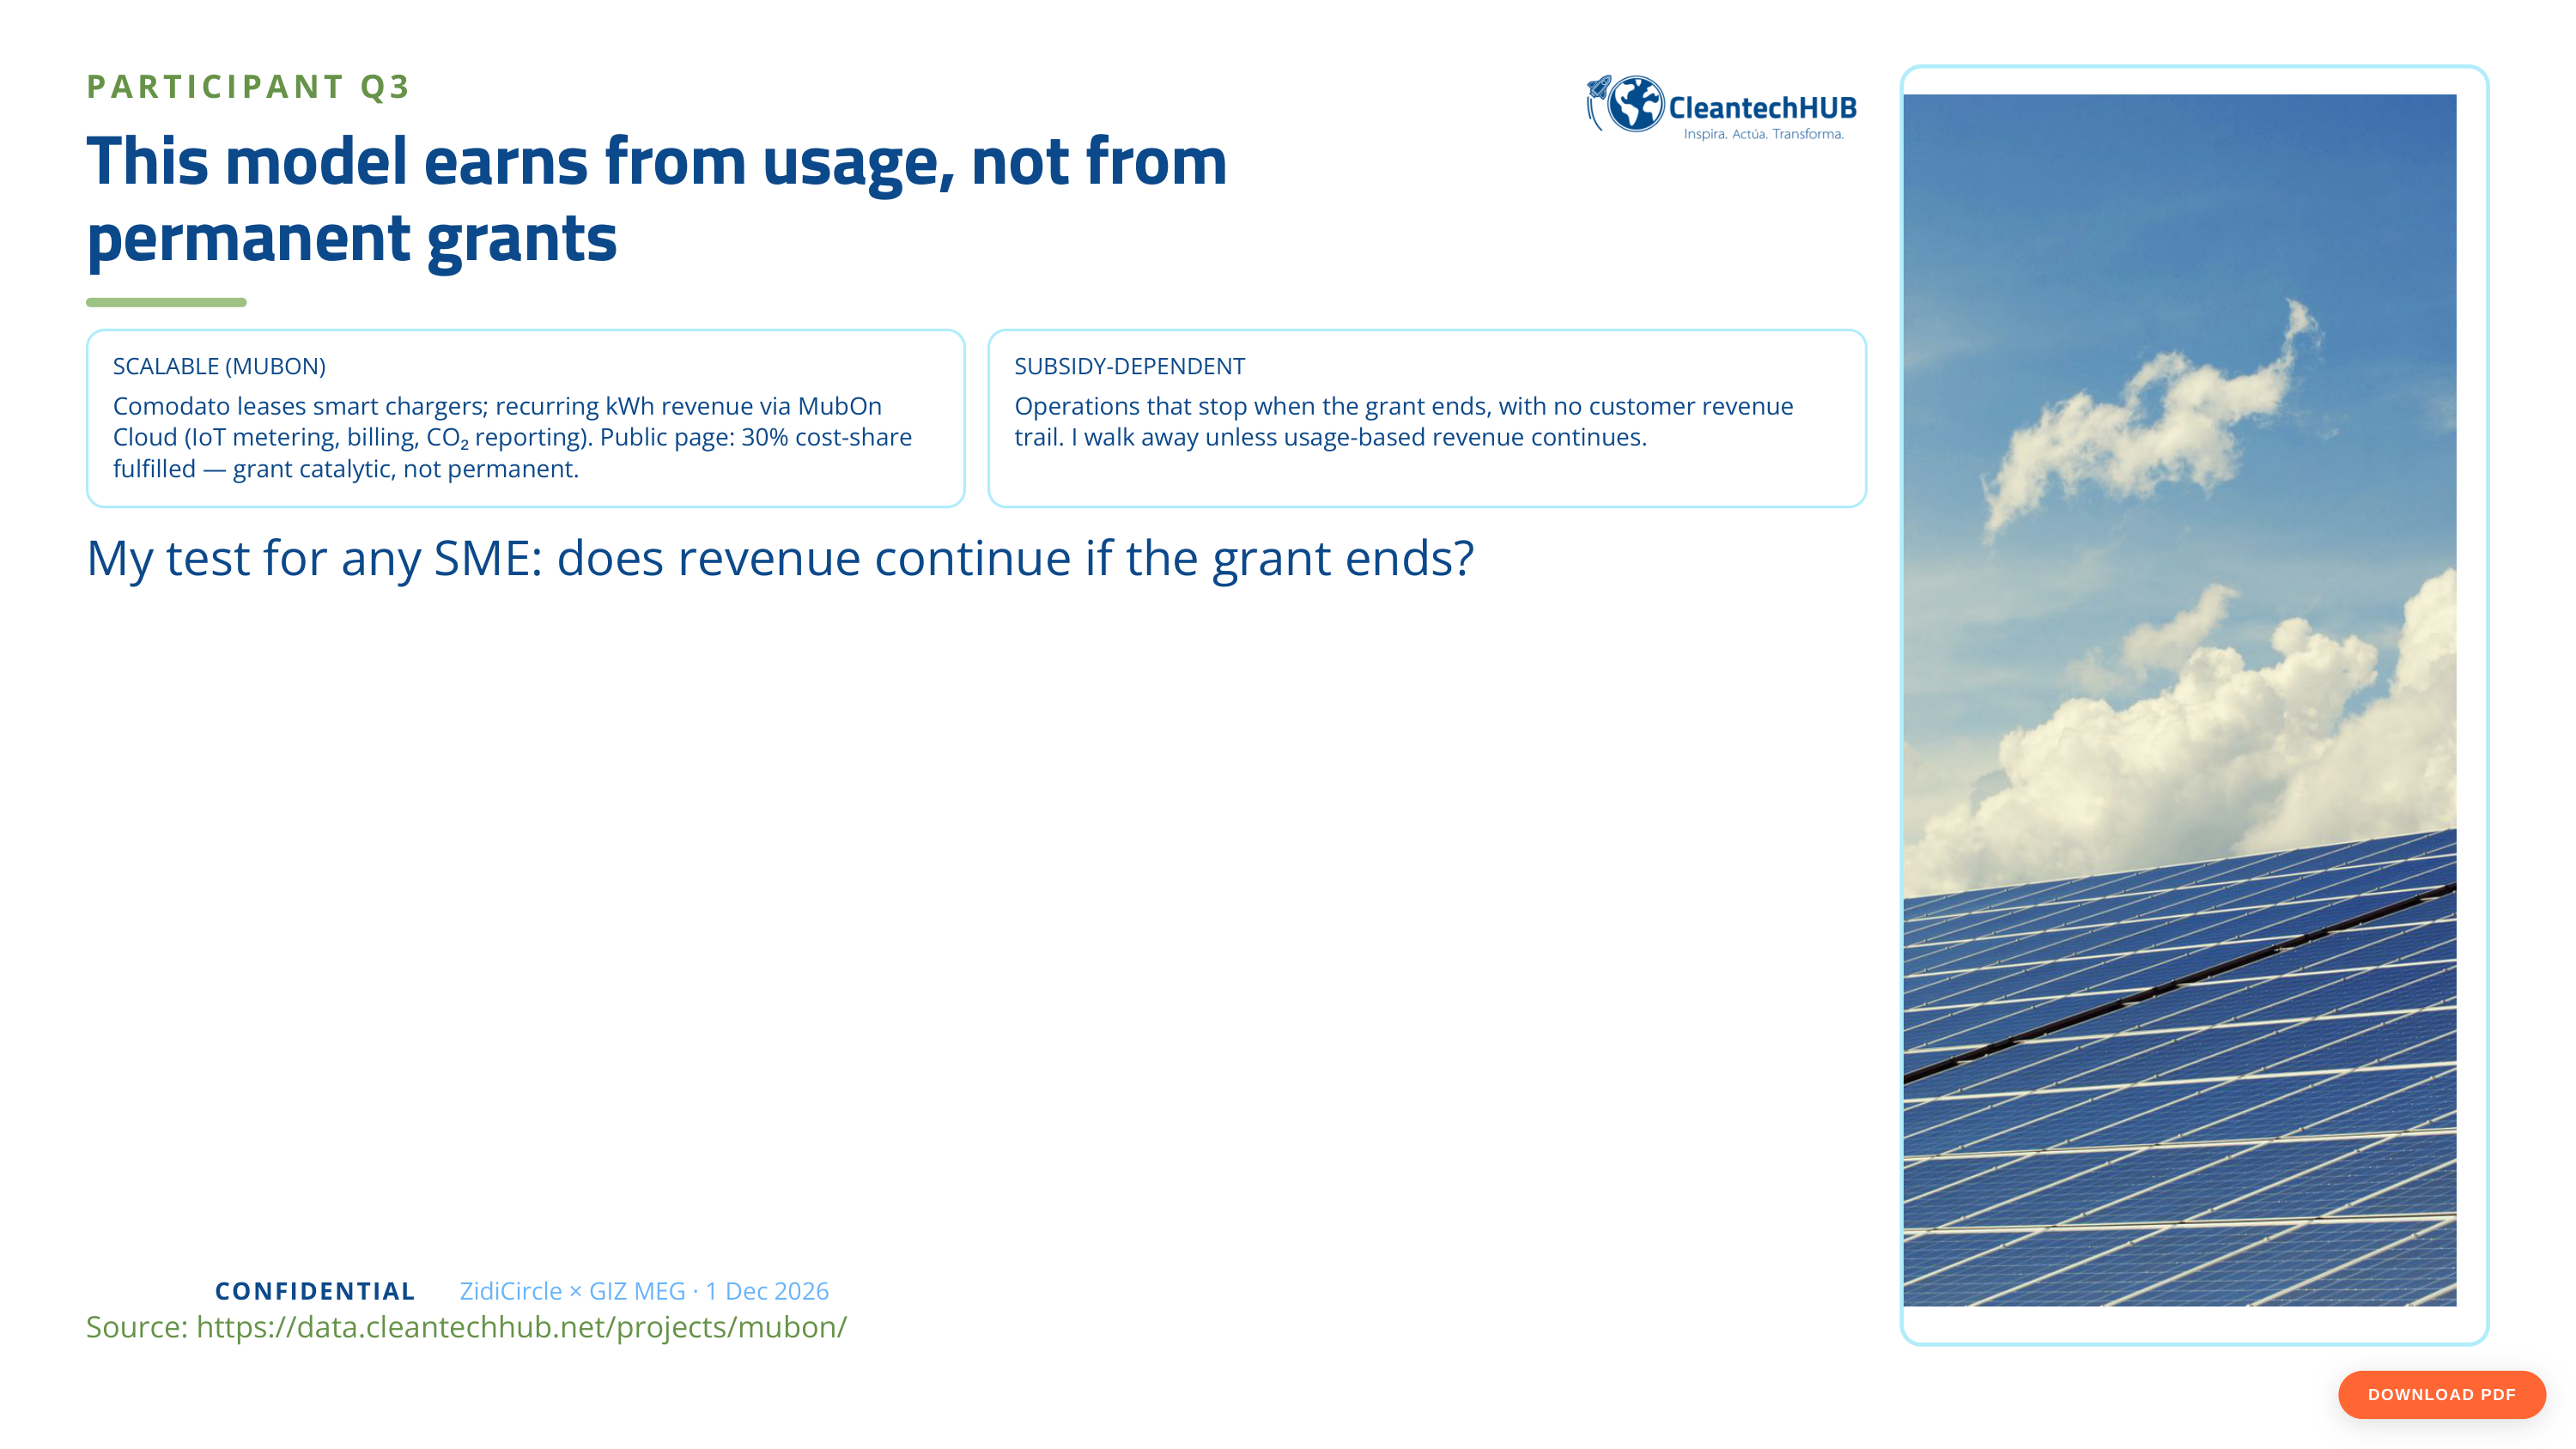 PARTICIPANT Q3
This model earns from usage, not from
permanent grants
CleantechHUB
Inspira. Actúa. Transforma.
SCALABLE (MUBON)
Comodato leases smart chargers; recurring kWh revenue via MubOn
Cloud (IoT metering, billing, CO₂ reporting). Public page: 30% cost-share
fulfilled — grant catalytic, not permanent.
SUBSIDY-DEPENDENT
Operations that stop when the grant ends, with no customer revenue
trail. I walk away unless usage-based revenue continues.
My test for any SME: does revenue continue if the grant ends?
CONFIDENTIAL ZidiCircle × GIZ MEG · 1 Dec 2026
Source: https://data.cleantechhub.net/projects/mubon/
DOWNLOAD PDF